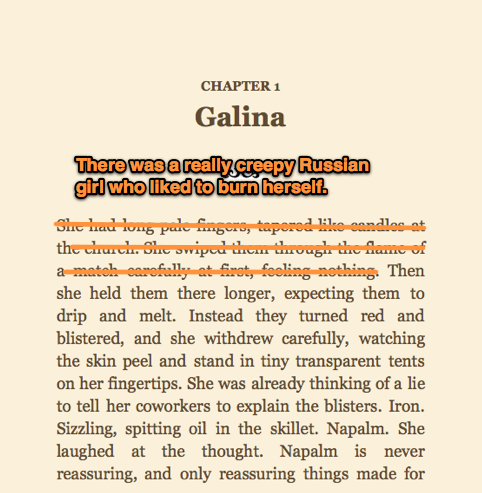 CHAPTER 1
Galina
There was a really creepy Russian
girl who liked to burn herself.
She had long pale fingers, tapered like candles at
the church. She swiped them through the flame of
a match carefully at first, feeling nothing. Then
she held them there longer, expecting them to
drip and melt. Instead they turned red and
blistered, and she withdrew carefully, watching
the skin peel and stand in tiny transparent tents
on her fingertips. She was already thinking of a lie
to tell her coworkers to explain the blisters. Iron.
Sizzling, spitting oil in the skillet. Napalm. She
laughed at the thought. Napalm is never
reassuring, and only reassuring things made for